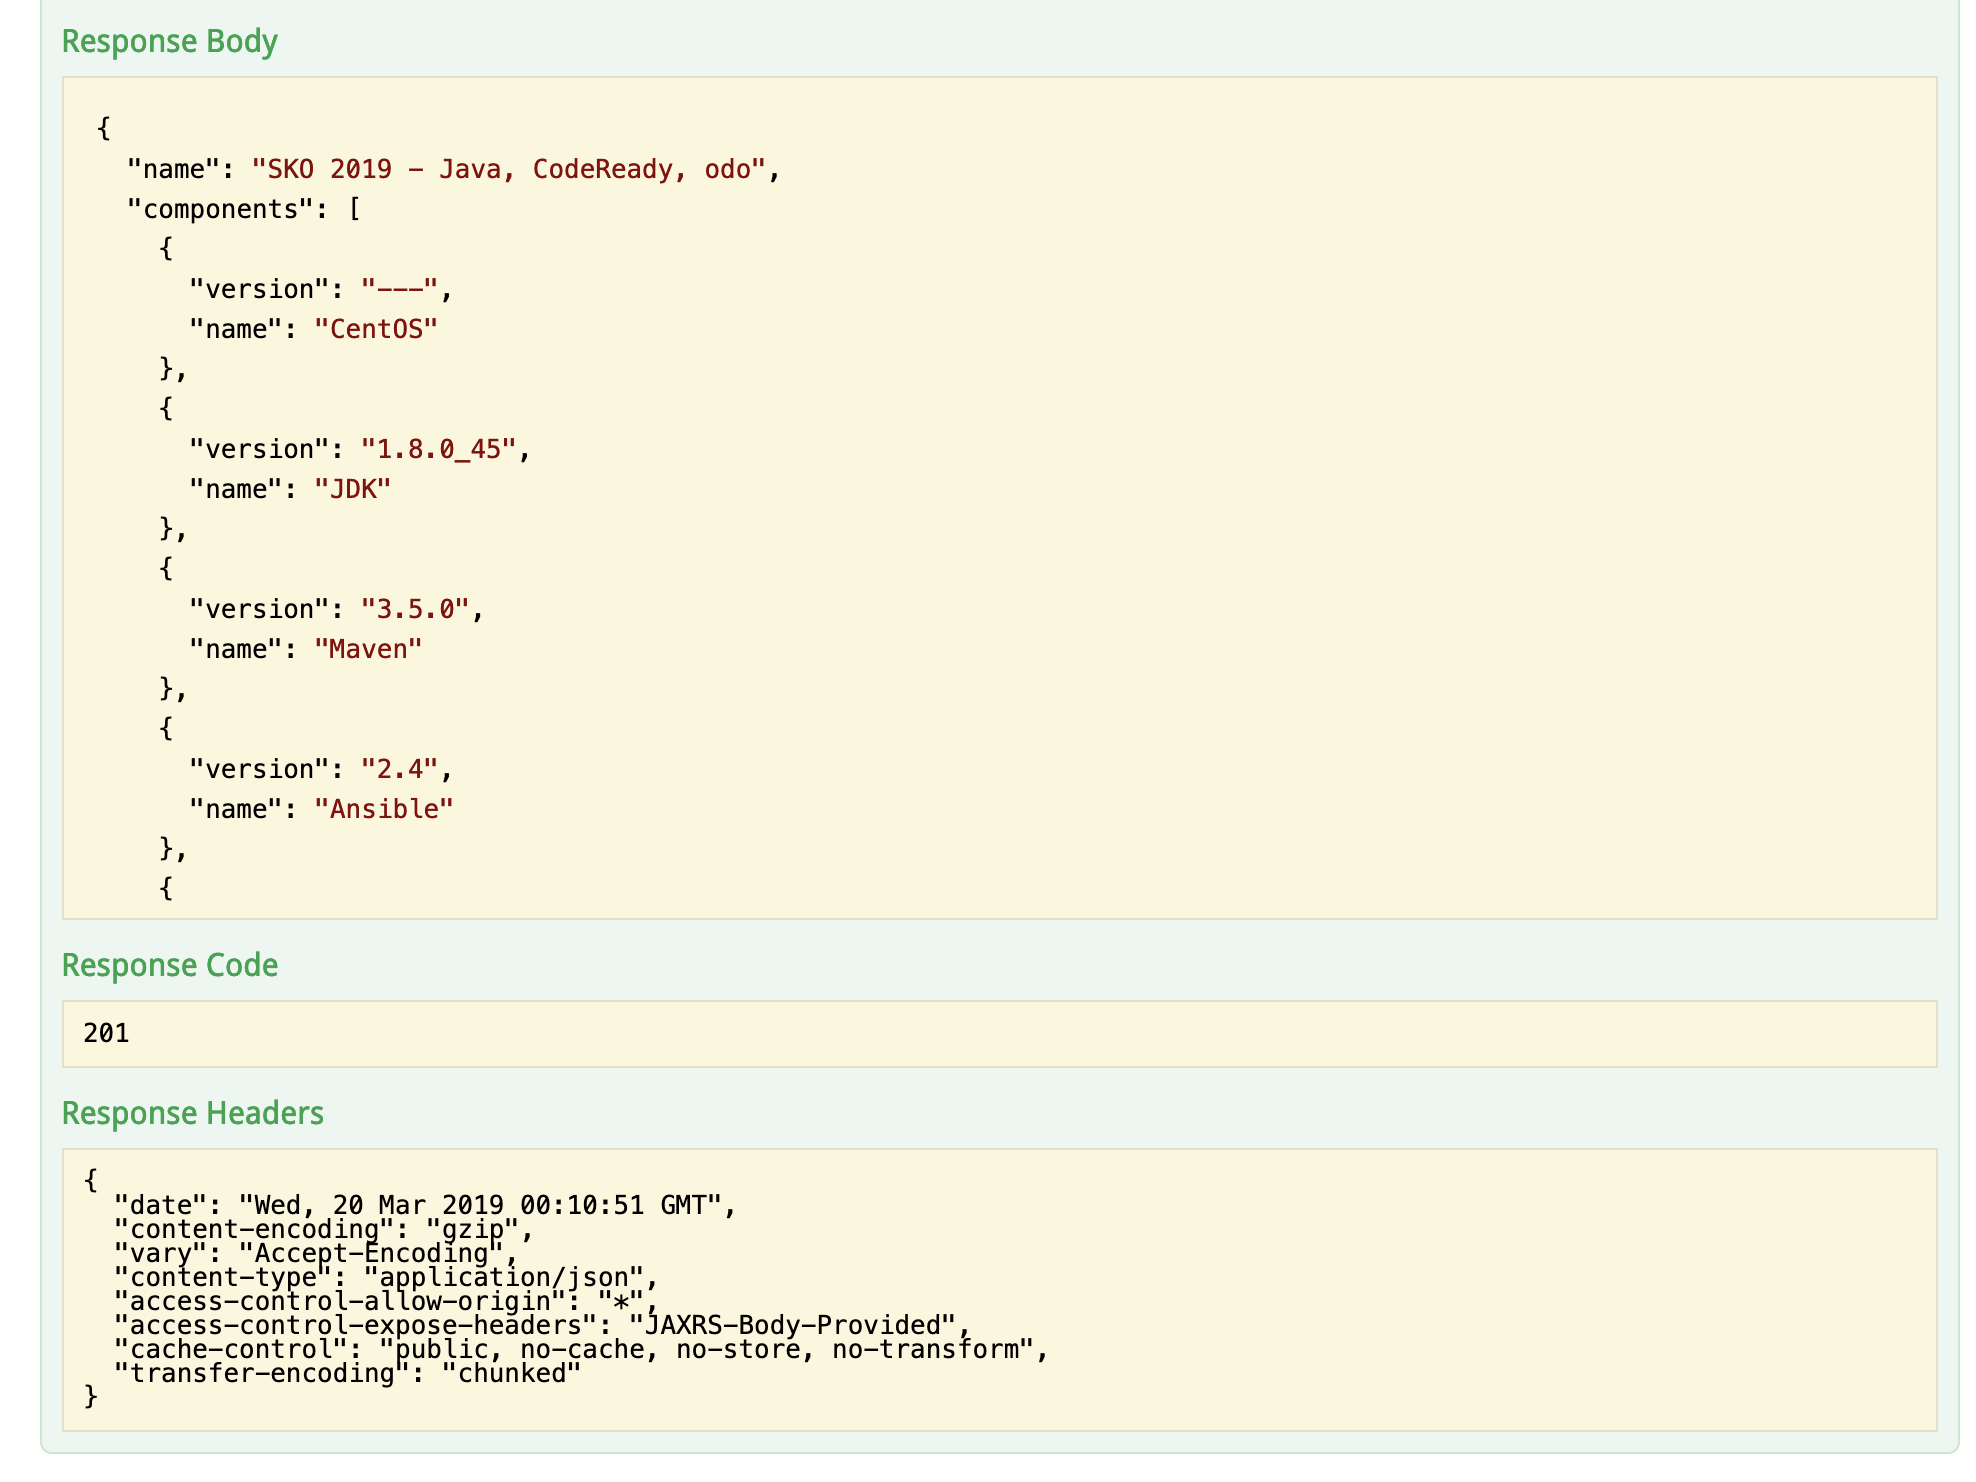 Response Body
{
"name": "SKO 2019 - Java, CodeReady, odo",
"components": [
{
"version": "---",
"name": "CentOS"
},
{
"version": "1.8.0_45",
"name": "JDK"
},
{
"version": "3.5.0",
"name": "Maven"
},
{
"version": "2.4",
"name": "Ansible"
},
{
Response Code
201
Response Headers
{
"date": "Wed, 20 Mar 2019 00:10:51 GMT",
"content-encoding": "gzip",
"vary": "Accept-Encoding",
"content-type": "application/json",
"access-control-allow-origin": "*",
"access-control-expose-headers": "JAXRS-Body-Provided",
"cache-control": "public, no-cache, no-store, no-transform",
"transfer-encoding": "chunked"
}